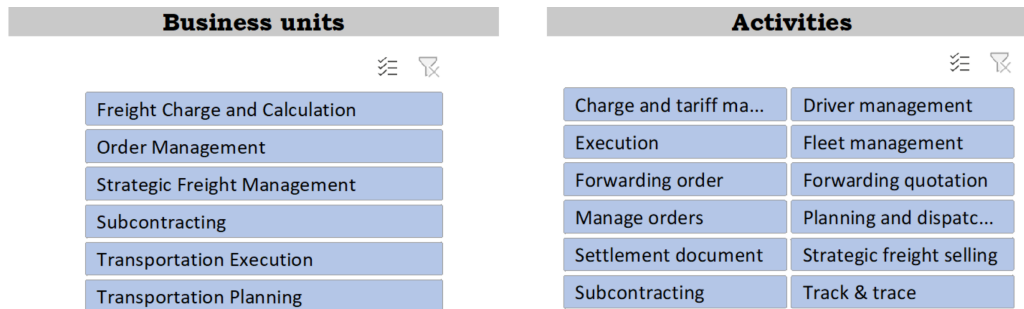 Business units
Freight Charge and Calculation
Order Management
Strategic Freight Management
Subcontracting
Transportation Execution
Transportation Planning
Activities
Charge and tariff ma...
Driver management
Execution
Fleet management
Forwarding order
Forwarding quotation
Manage orders
Planning and dispatc...
Settlement document
Strategic freight selling
Subcontracting
Track & trace